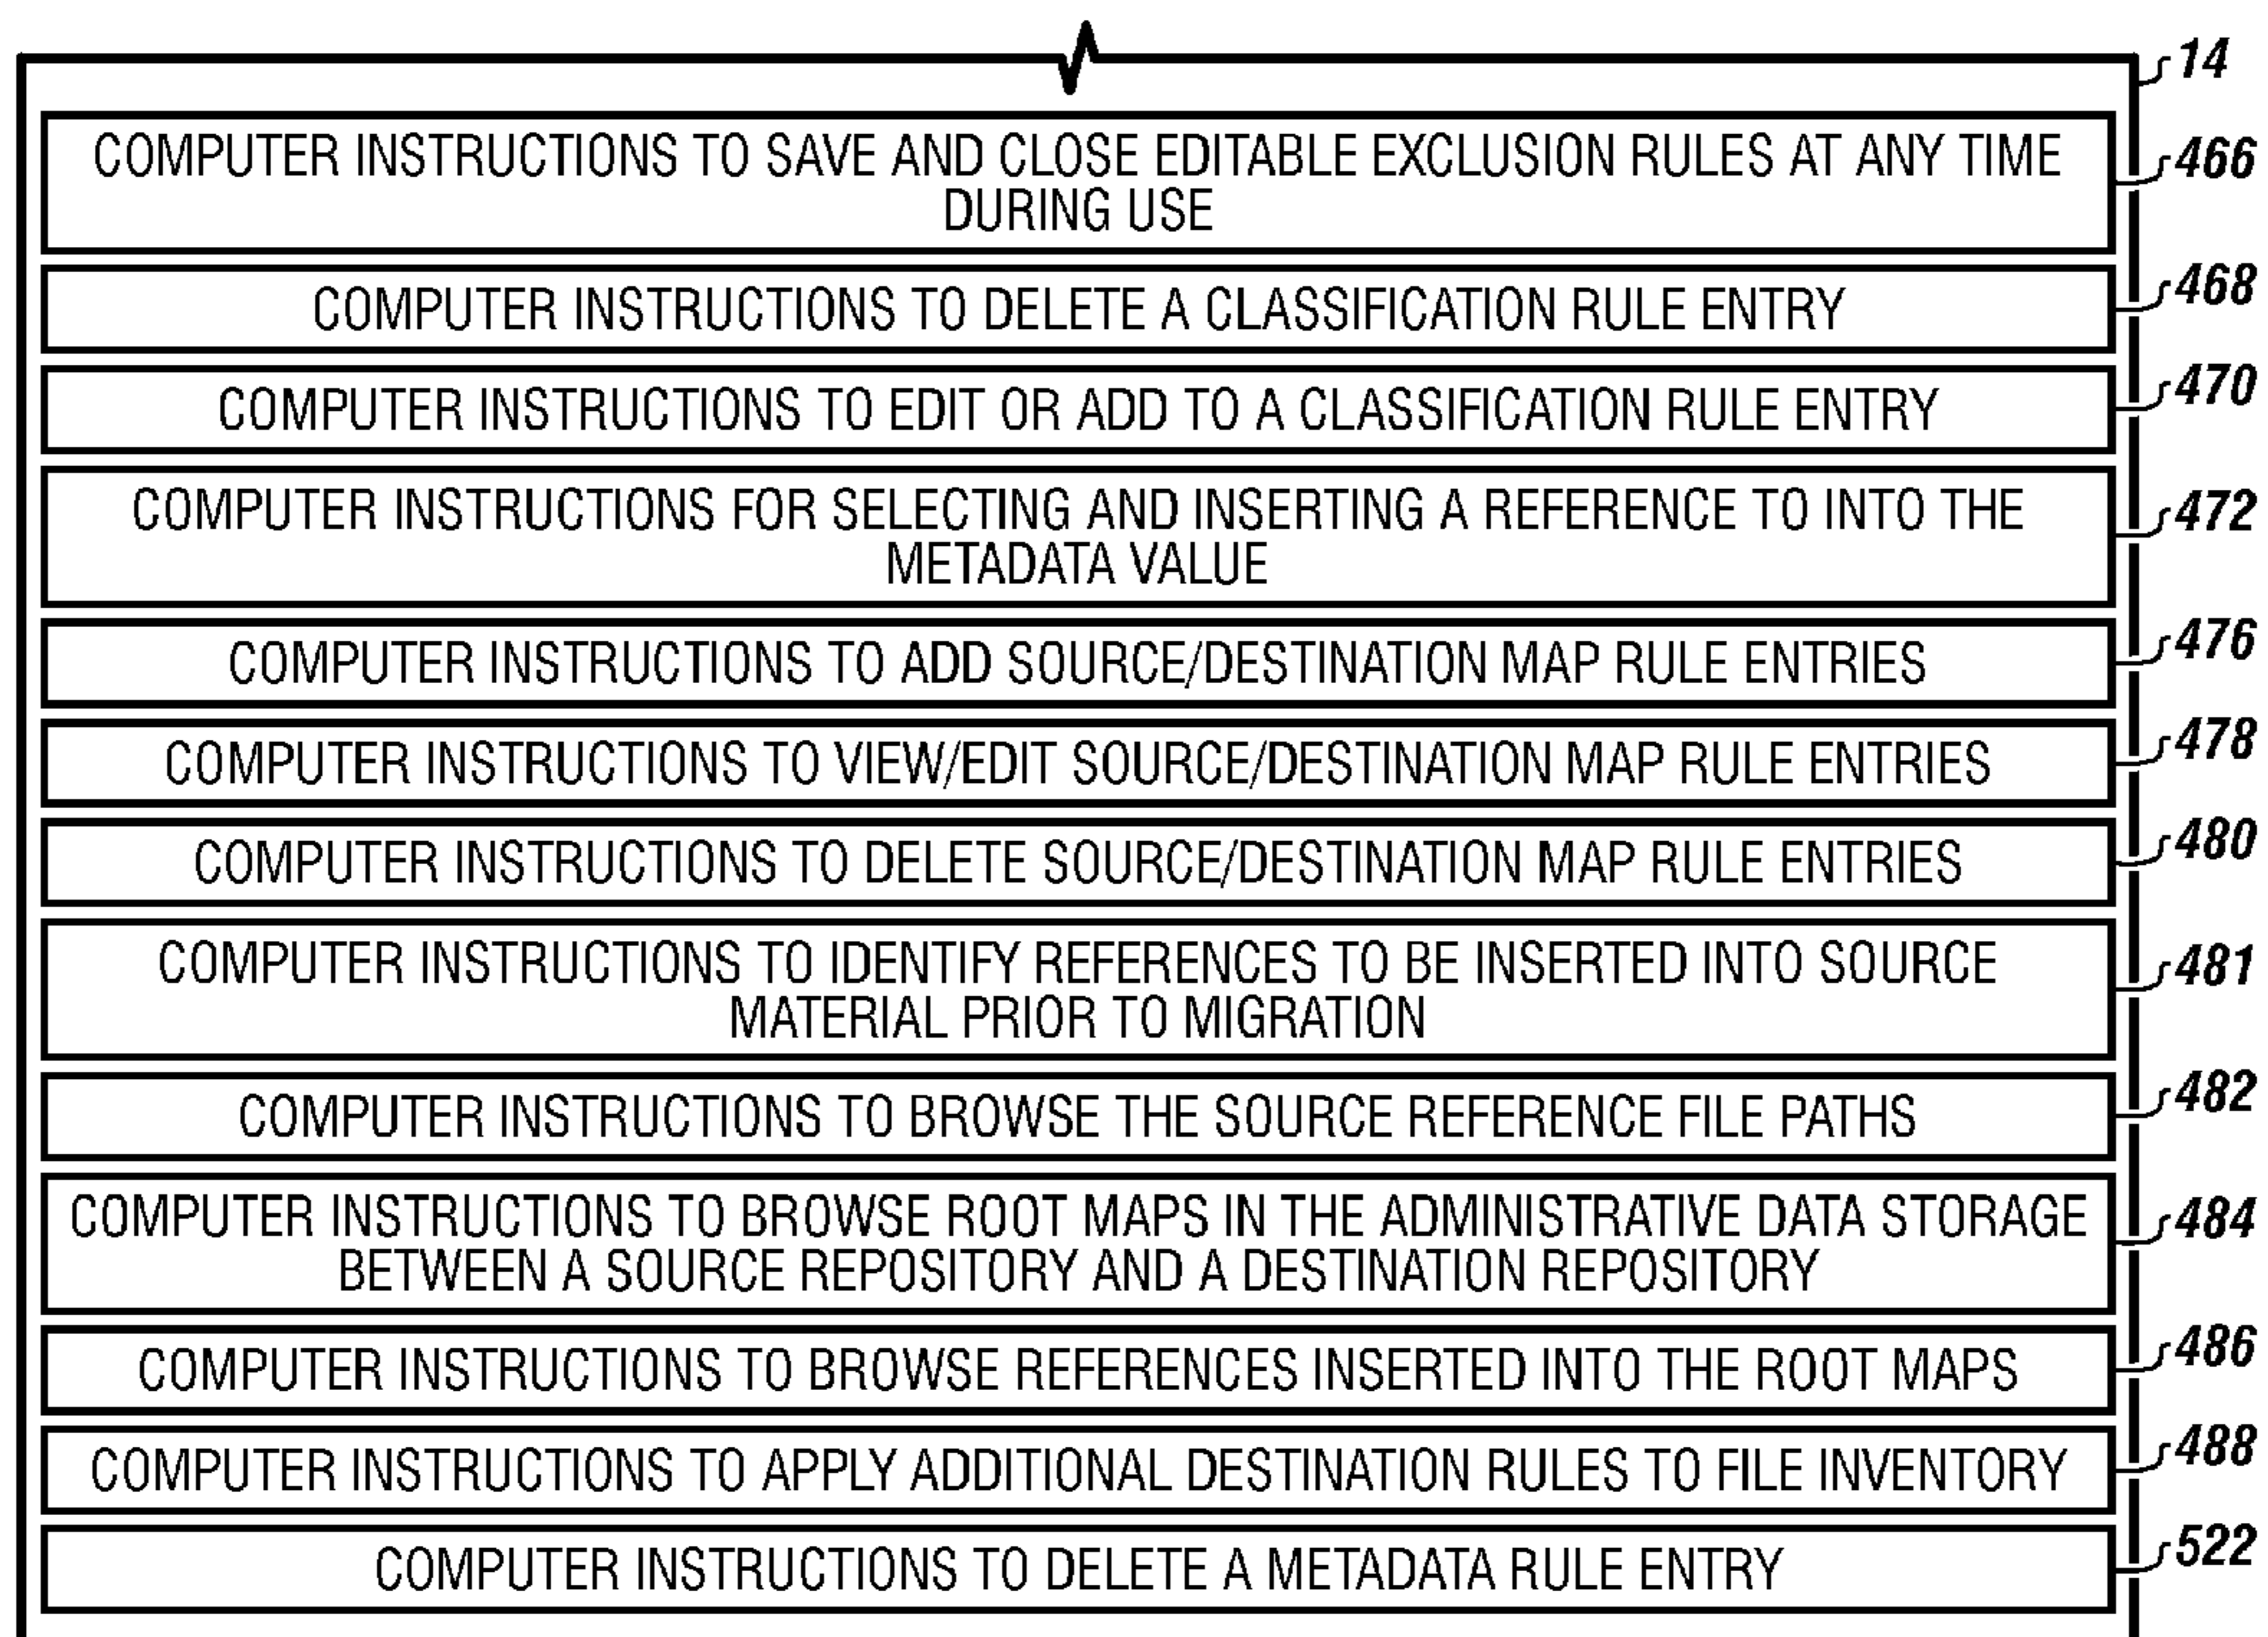 14
COMPUTER INSTRUCTIONS TO SAVE AND CLOSE EDITABLE EXCLUSION RULES AT ANY TIME
DURING USE
466
COMPUTER INSTRUCTIONS TO DELETE A CLASSIFICATION RULE ENTRY
468
COMPUTER INSTRUCTIONS TO EDIT OR ADD TO A CLASSIFICATION RULE ENTRY
470
COMPUTER INSTRUCTIONS FOR SELECTING AND INSERTING A REFERENCE TO INTO THE
METADATA VALUE
472
COMPUTER INSTRUCTIONS TO ADD SOURCE/DESTINATION MAP RULE ENTRIES
476
COMPUTER INSTRUCTIONS TO VIEW/EDIT SOURCE/DESTINATION MAP RULE ENTRIES
478
COMPUTER INSTRUCTIONS TO DELETE SOURCE/DESTINATION MAP RULE ENTRIES
480
COMPUTER INSTRUCTIONS TO IDENTIFY REFERENCES TO BE INSERTED INTO SOURCE
MATERIAL PRIOR TO MIGRATION
481
COMPUTER INSTRUCTIONS TO BROWSE THE SOURCE REFERENCE FILE PATHS
482
COMPUTER INSTRUCTIONS TO BROWSE ROOT MAPS IN THE ADMINISTRATIVE DATA STORAGE
BETWEEN A SOURCE REPOSITORY AND A DESTINATION REPOSITORY
484
COMPUTER INSTRUCTIONS TO BROWSE REFERENCES INSERTED INTO THE ROOT MAPS
486
COMPUTER INSTRUCTIONS TO APPLY ADDITIONAL DESTINATION RULES TO FILE INVENTORY
488
COMPUTER INSTRUCTIONS TO DELETE A METADATA RULE ENTRY
522